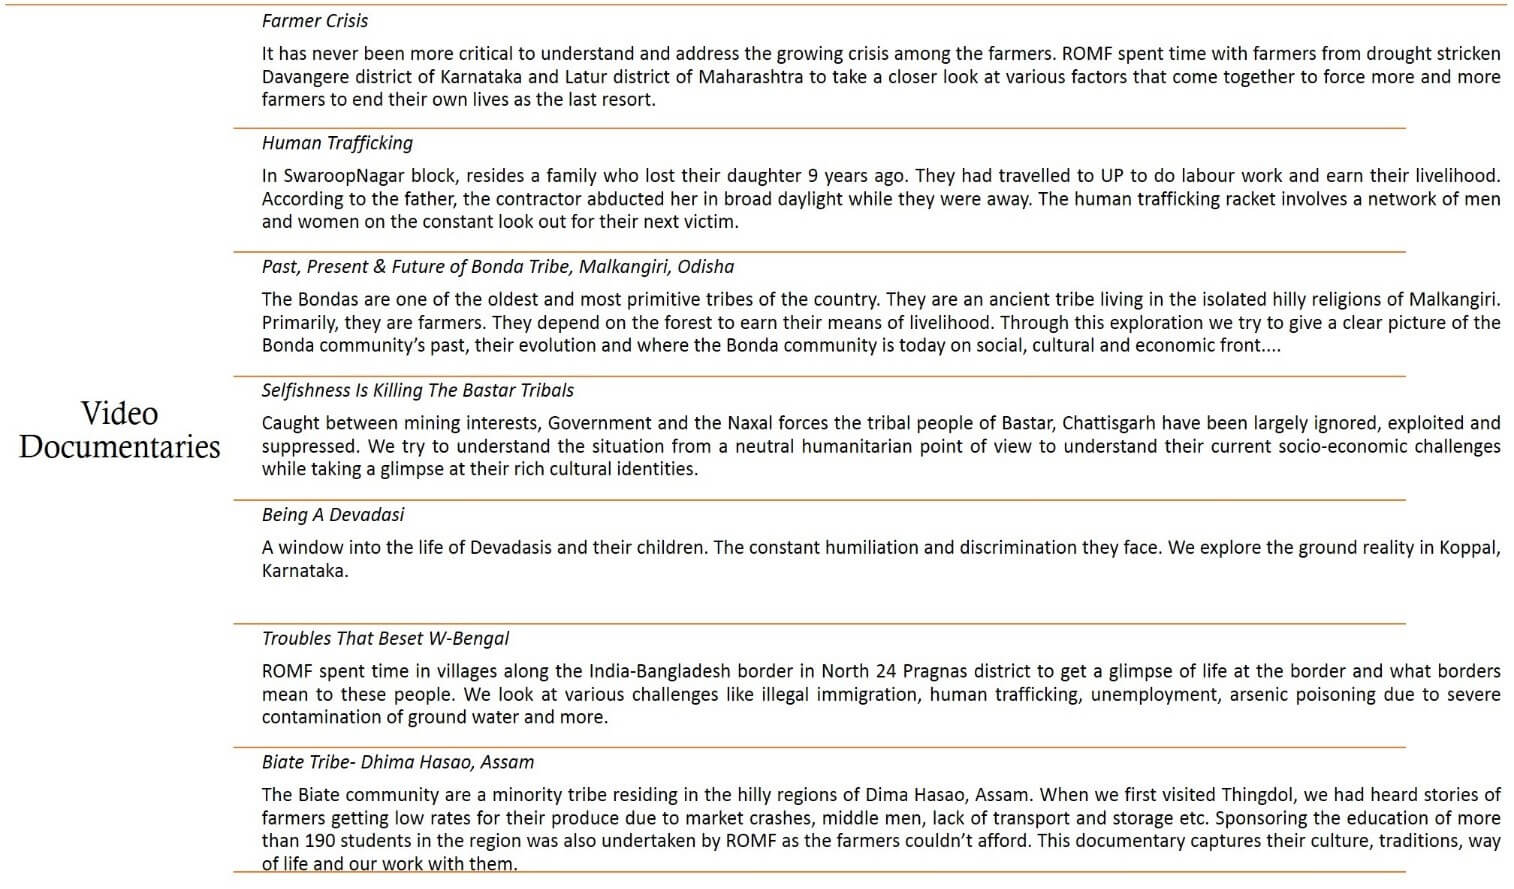 Farmer Crisis
It has never been more critical to understand and address the growing crisis among the farmers. ROMF spent time with farmers from drought stricken
Davangere district of Karnataka and Latur district of Maharashtra to take a closer look at various factors that come together to force more and more
farmers to end their own lives as the last resort.
Human Trafficking
In SwaroopNagar block, resides a family who lost their daughter 9 years ago. They had travelled to UP to do labour work and earn their livelihood.
According to the father, the contractor abducted her in broad daylight while they were away. The human trafficking racket involves a network of men
and women on the constant look out for their next victim.
Past, Present & Future of Bonda Tribe, Malkangiri, Odisha
The Bondas are one of the oldest and most primitive tribes of the country. They are an ancient tribe living in the isolated hilly religions of Malkangiri.
Primarily, they are farmers. They depend on the forest to earn their means of livelihood. Through this exploration we try to give a clear picture of the
Bonda community's past, their evolution and where the Bonda community is today on social, cultural and economic front....
Video
Documentaries
Selfishness Is Killing The Bastar Tribals
Caught between mining interests, Government and the Naxal forces the tribal people of Bastar, Chattisgarh have been largely ignored, exploited and
suppressed. We try to understand the situation from a neutral humanitarian point of view to understand their current socio-economic challenges
while taking a glimpse at their rich cultural identities.
Being A Devadasi
A window into the life of Devadasis and their children. The constant humiliation and discrimination they face. We explore the ground reality in Koppal,
Karnataka.
Troubles That Beset W-Bengal
ROMF spent time in villages along the India-Bangladesh border in North 24 Pragnas district to get a glimpse of life at the border and what borders
mean to these people. We look at various challenges like illegal immigration, human trafficking, unemployment, arsenic poisoning due to severe
contamination of ground water and more.
Biate Tribe- Dhima Hasao, Assam
The Biate community are a minority tribe residing in the hilly regions of Dima Hasao, Assam. When we first visited Thingdol, we had heard stories of
farmers getting low rates for their produce due to market crashes, middle men, lack of transport and storage etc. Sponsoring the education of more
than 190 students in the region was also undertaken by ROMF as the farmers couldn't afford. This documentary captures their culture, traditions, way
of life and our work with them.